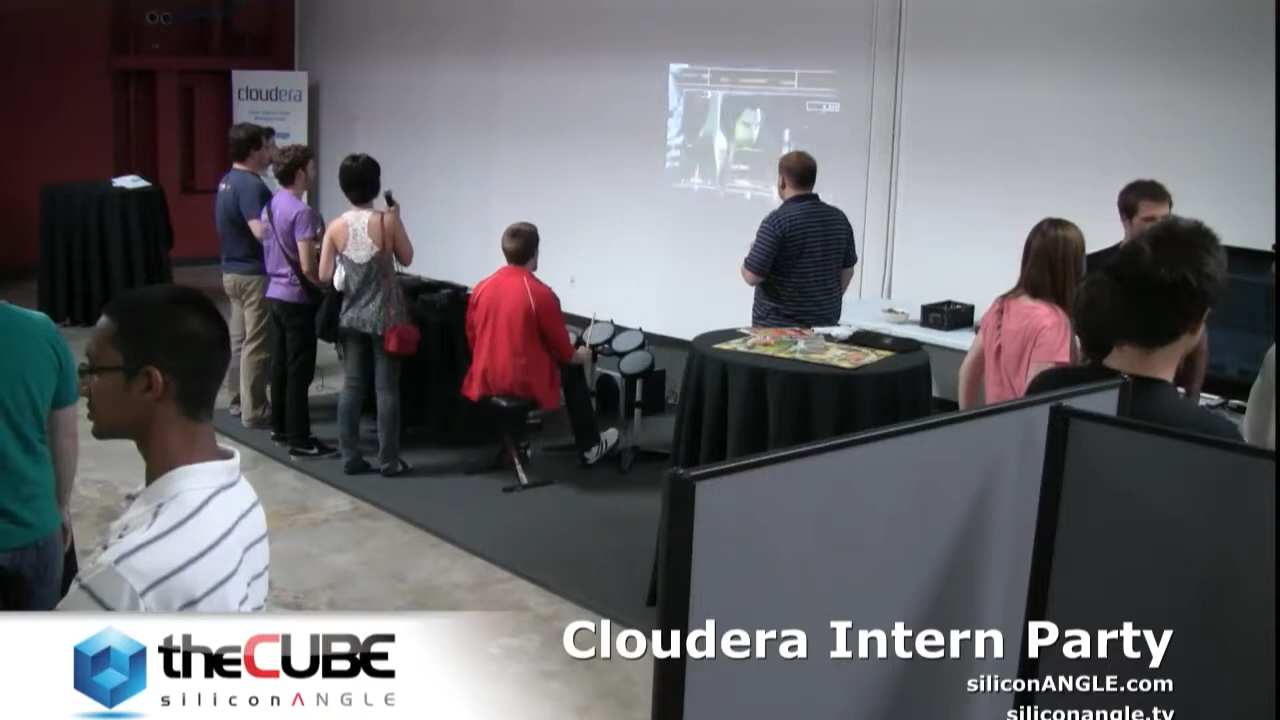 cloudera
theCUBE
siliconANGLE
Cloudera Intern Party
siliconANGLE.com
siliconangle.tv